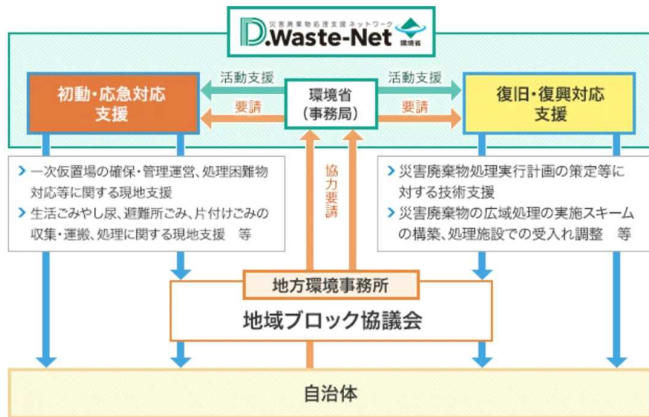 災害廃棄物処理支援ネットワーク
D.Waste-Net
環境省
初動・応急対応
支援
活動支援
要請
環境省
(事務局)
活動支援
要請
復旧・復興対応
支援
一次仮置場の確保・管理運営、処理困難物
対応等に関する現地支援
生活ごみやし尿、避難所ごみ、片付けごみの
収集・運搬、処理に関する現地支援 等
協力要請
災害廃棄物処理実行計画の策定等に
対する技術支援
災害廃棄物の広域処理の実施スキーム
の構築、処理施設での受入れ調整 等
地方環境事務所
地域ブロック協議会
自治体